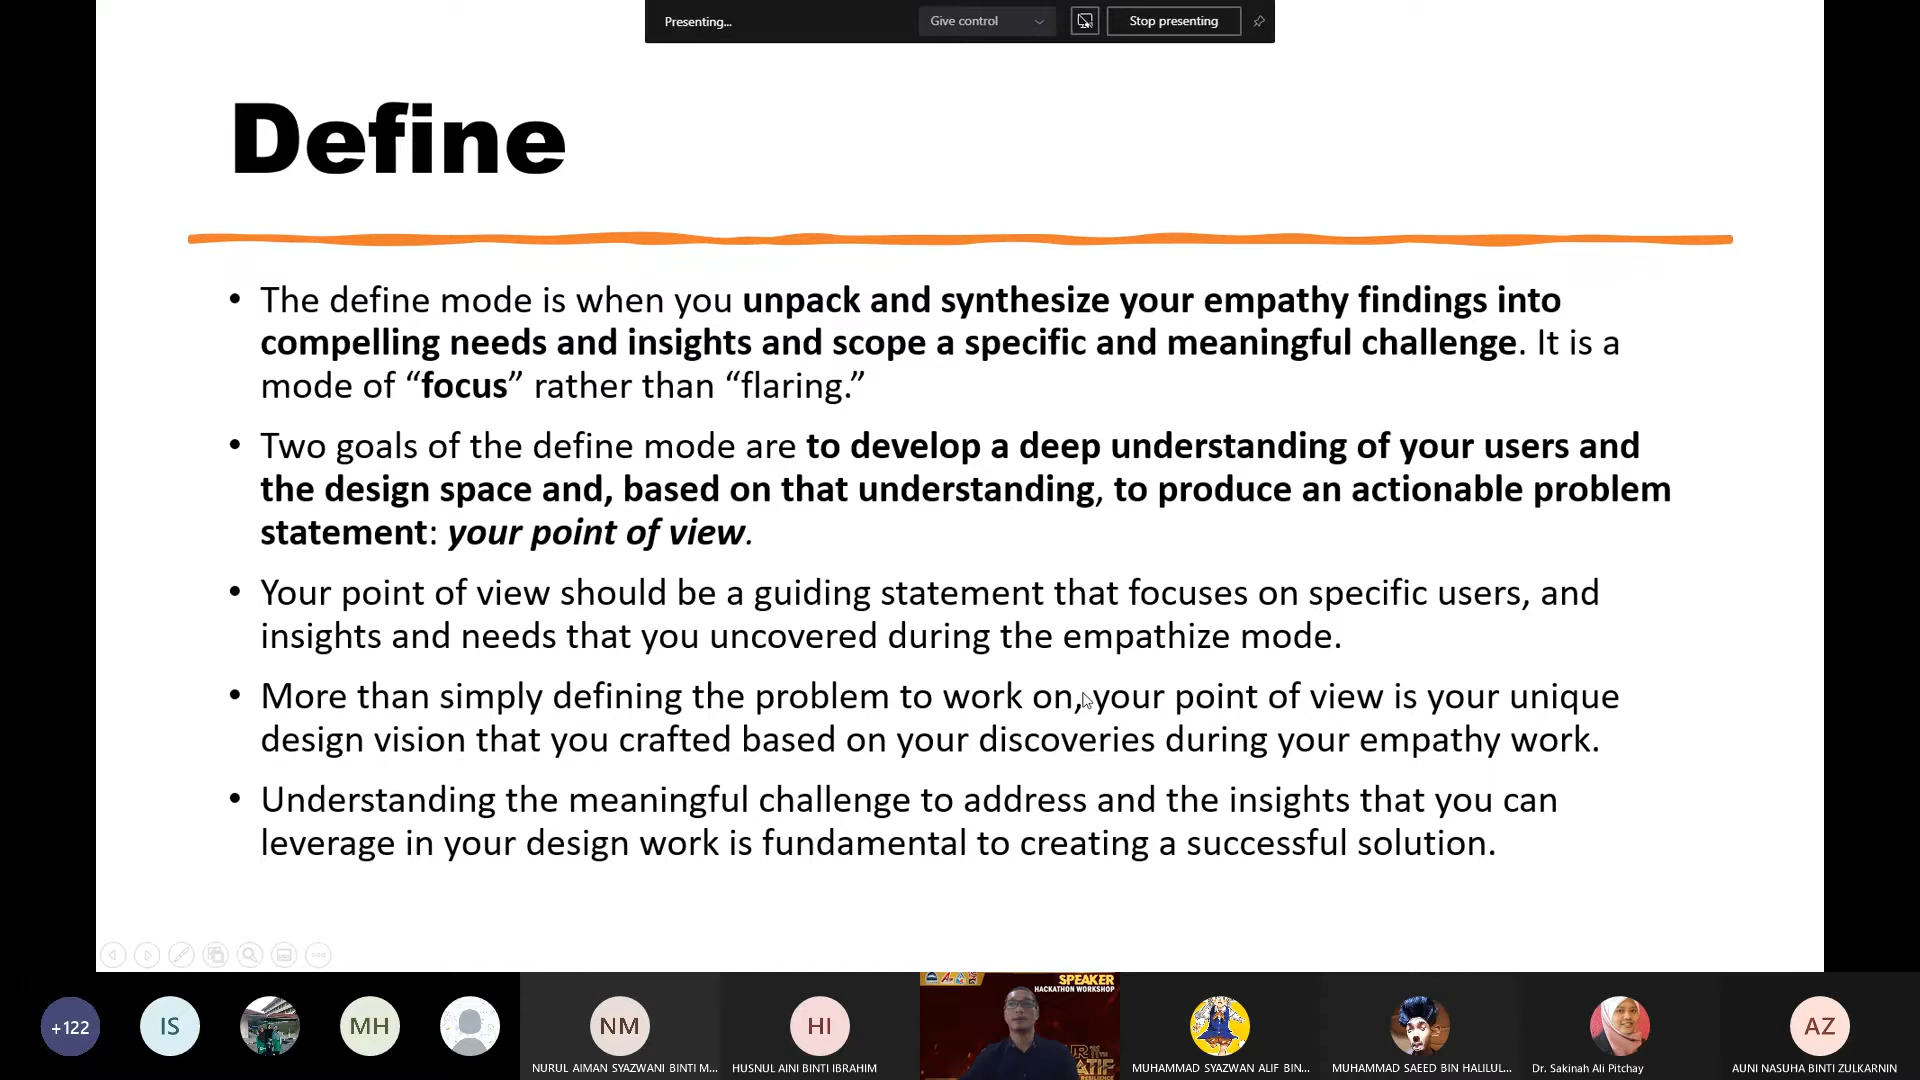 Presenting...
Give control
Stop presenting
Define
• The define mode is when you unpack and synthesize your empathy findings into
compelling needs and insights and scope a specific and meaningful challenge. It is a
mode of “focus” rather than “flaring.”
• Two goals of the define mode are to develop a deep understanding of your users and
the design space and, based on that understanding, to produce an actionable problem
statement: your point of view.
• Your point of view should be a guiding statement that focuses on specific users, and
insights and needs that you uncovered during the empathize mode.
• More than simply defining the problem to work on, your point of view is your unique
design vision that you crafted based on your discoveries during your empathy work.
• Understanding the meaningful challenge to address and the insights that you can
leverage in your design work is fundamental to creating a successful solution.
+122
IS
MH
NM
HI
SPEAKER
HACKATHON WORKSHOP
AZ
NURUL AIMAN SYAZWANI BINTI M...
HUSNUL AINI BINTI IBRAHIM
MUHAMMAD SYAZWAN ALIF BIN...
MUHAMMAD SAEED BIN HALILUL...
Dr. Sakinah Ali Pitchay
AUNI NASUHA BINTI ZULKARNIN